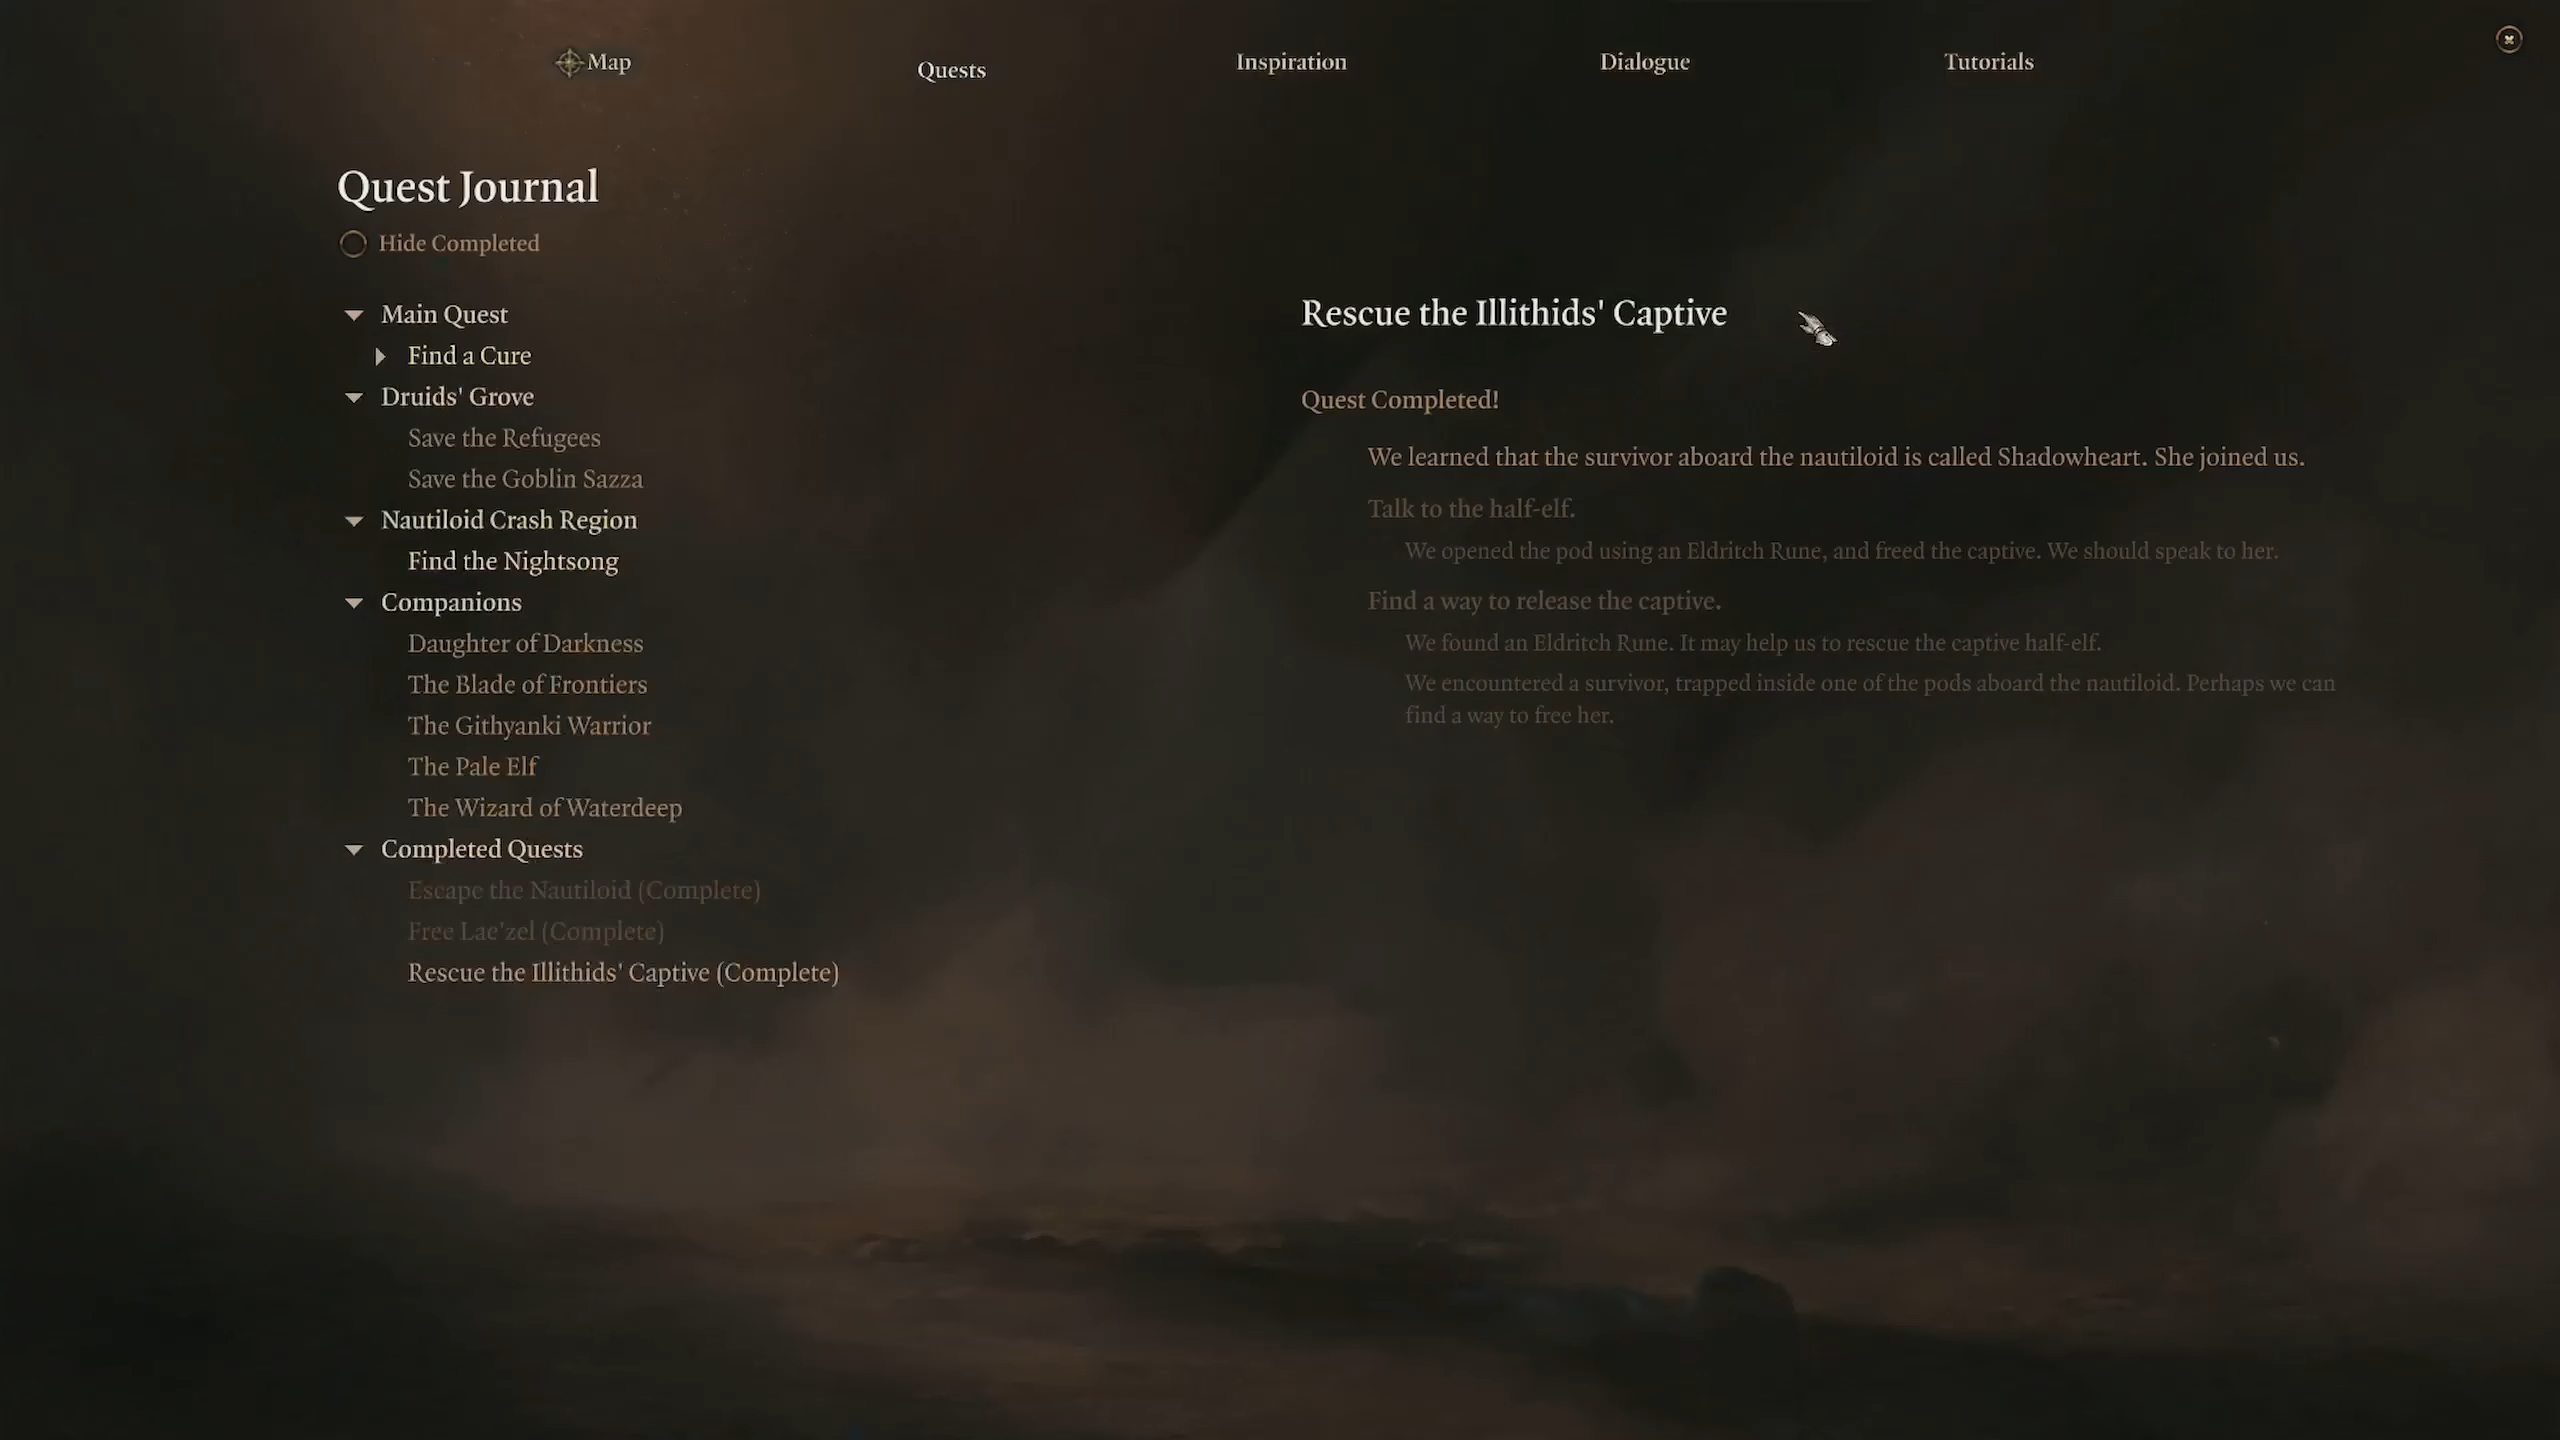 Map
Quests
Inspiration
Dialogue
Tutorials
Quest Journal
Hide Completed
Main Quest
Find a Cure
Druids' Grove
Save the Refugees
Save the Goblin Sazza
Nautiloid Crash Region
Find the Nightsong
Companions
Daughter of Darkness
The Blade of Frontiers
The Githyanki Warrior
The Pale Elf
The Wizard of Waterdeep
Completed Quests
Escape the Nautiloid (Complete)
Free Lae'zel (Complete)
Rescue the Illithids' Captive (Complete)
Rescue the Illithids' Captive
Quest Completed!
We learned that the survivor aboard the nautiloid is called Shadowheart. She joined us.
Talk to the half-elf.
We opened the pod using an Eldritch Rune, and freed the captive. We should speak to her.
Find a way to release the captive.
We found an Eldritch Rune. It may help us to rescue the captive half-elf.
We encountered a survivor, trapped inside one of the pods aboard the nautiloid. Perhaps we can
find a way to free her.